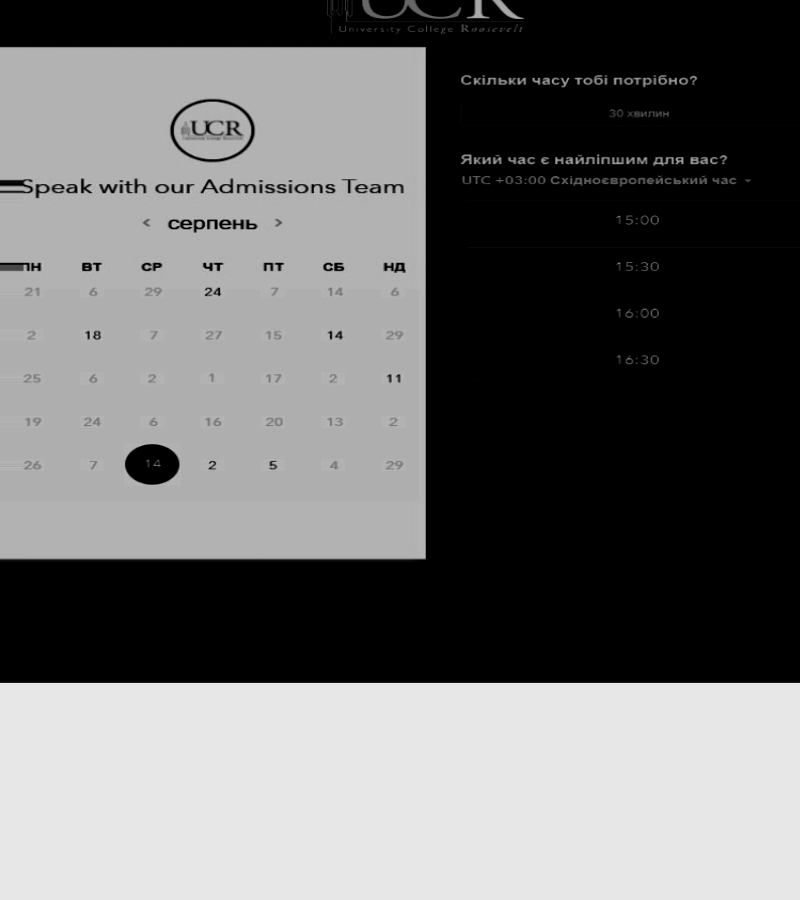 UCR
University College Roosevelt
UCR
Speak with our Admissions Team
< серпень >
ПН ВТ СР ЧТ ПТ СБ НД
21 6 29 24 7 14 6
2 18 7 27 15 14 29
25 6 2 1 17 2 11
19 24 6 16 20 13 2
26 7 14 2 5 4 29
Скільки часу тобі потрібно?
30 хвилин
Який час є найліпшим для вас?
UTC +03:00 Східноєвропейський час
15:00
15:30
16:00
16:30